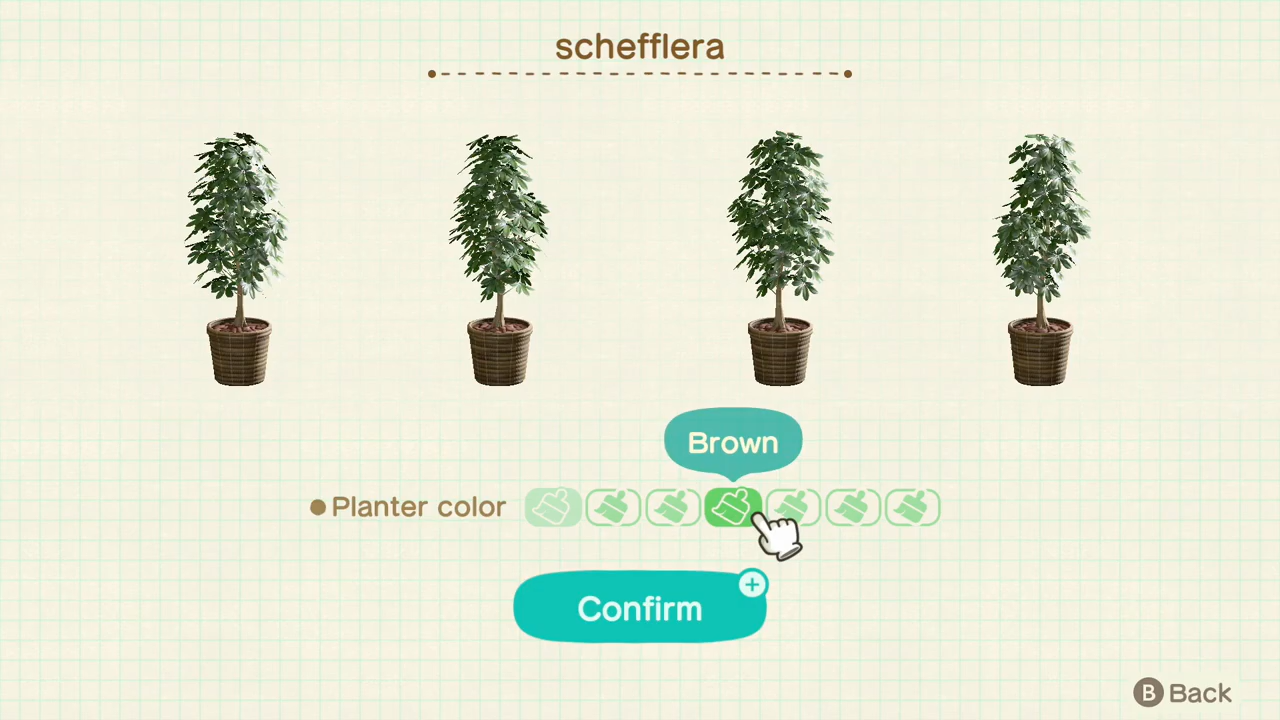 schefflera
Brown
Planter color
Confirm
B Back